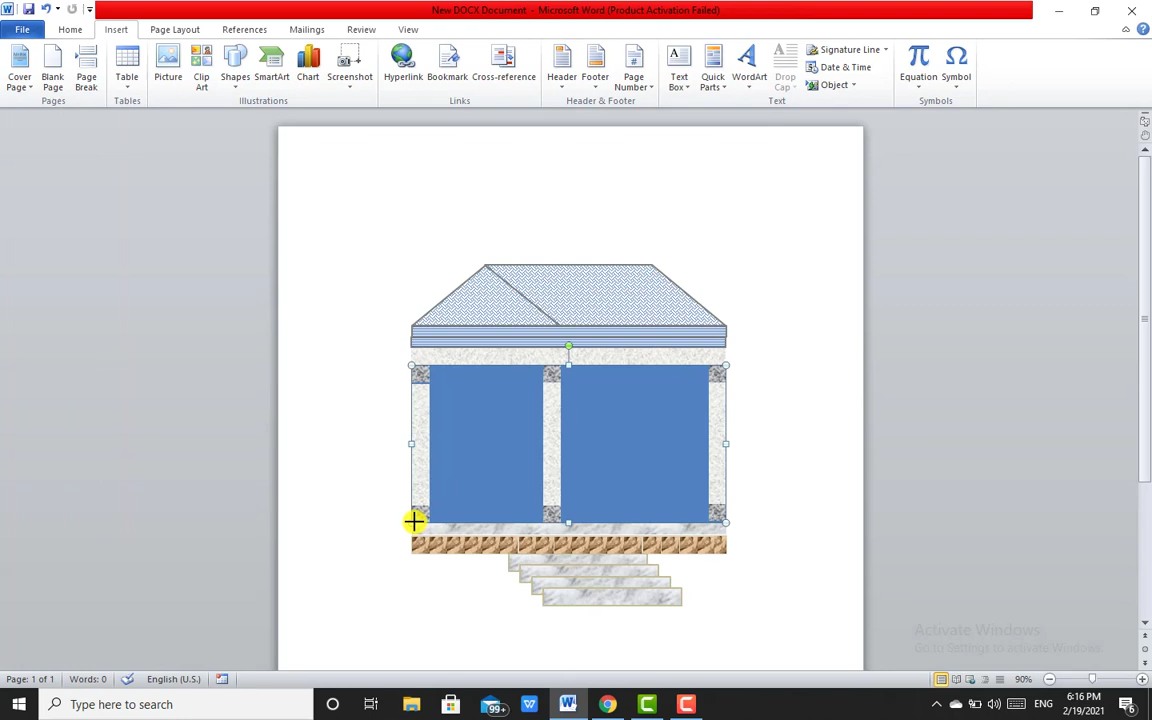 New DOCX Document - Microsoft Word (Product Activation Failed)
File Home Insert Page Layout References Mailings Review View
Cover Page Blank Page Page Break Table Picture Clip Art Shapes SmartArt Chart Screenshot Hyperlink Bookmark Cross-reference Header Footer Page Number Text Box Quick Parts WordArt Drop Cap Signature Line Date & Time Object Equation Symbol
Pages Tables Illustrations Links Header & Footer Text Symbols
Activate Windows
Go to Settings to activate Windows.
Page: 1 of 1 Words: 0 English (U.S.) 90%
Type here to search 99+ ENG 6:16 PM 2/19/2021 6